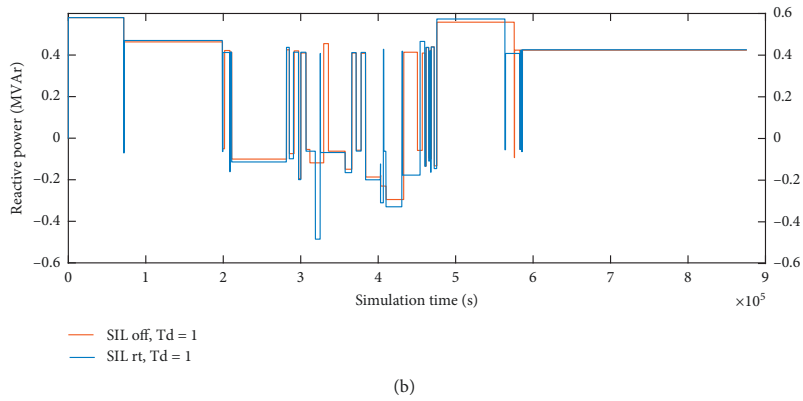 0.6
0.4
0.4
0.2
0.2
0
0
−0.2
−0.2
−0.4
−0.4
−0.6
−0.6
Reactive power (MVAr)
0 1 2 3 4 5 6 7 8 9
Simulation time (s)
×10⁵
SIL off, Td = 1
SIL rt, Td = 1
(b)